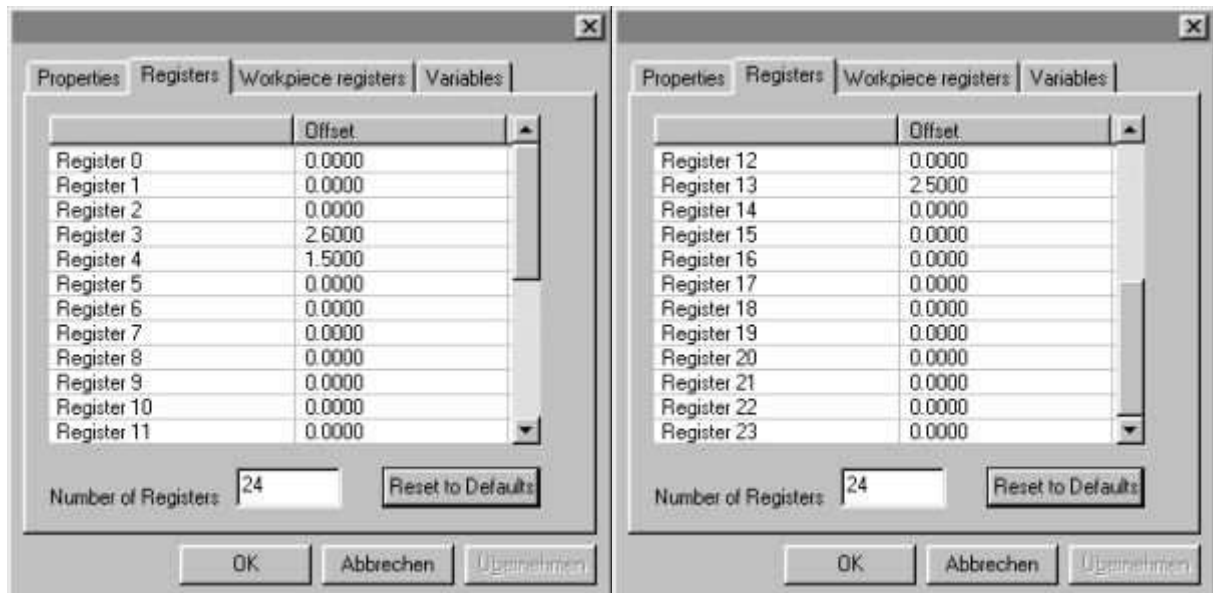 Properties Registers Workpiece registers Variables
Offset
Register 0 0.0000
Register 1 0.0000
Register 2 0.0000
Register 3 2.6000
Register 4 1.5000
Register 5 0.0000
Register 6 0.0000
Register 7 0.0000
Register 8 0.0000
Register 9 0.0000
Register 10 0.0000
Register 11 0.0000
Number of Registers 24 Reset to Defaults
OK Abbrechen Übernehmen
Properties Registers Workpiece registers Variables
Offset
Register 12 0.0000
Register 13 2.5000
Register 14 0.0000
Register 15 0.0000
Register 16 0.0000
Register 17 0.0000
Register 18 0.0000
Register 19 0.0000
Register 20 0.0000
Register 21 0.0000
Register 22 0.0000
Register 23 0.0000
Number of Registers 24 Reset to Defaults
OK Abbrechen Übernehmen